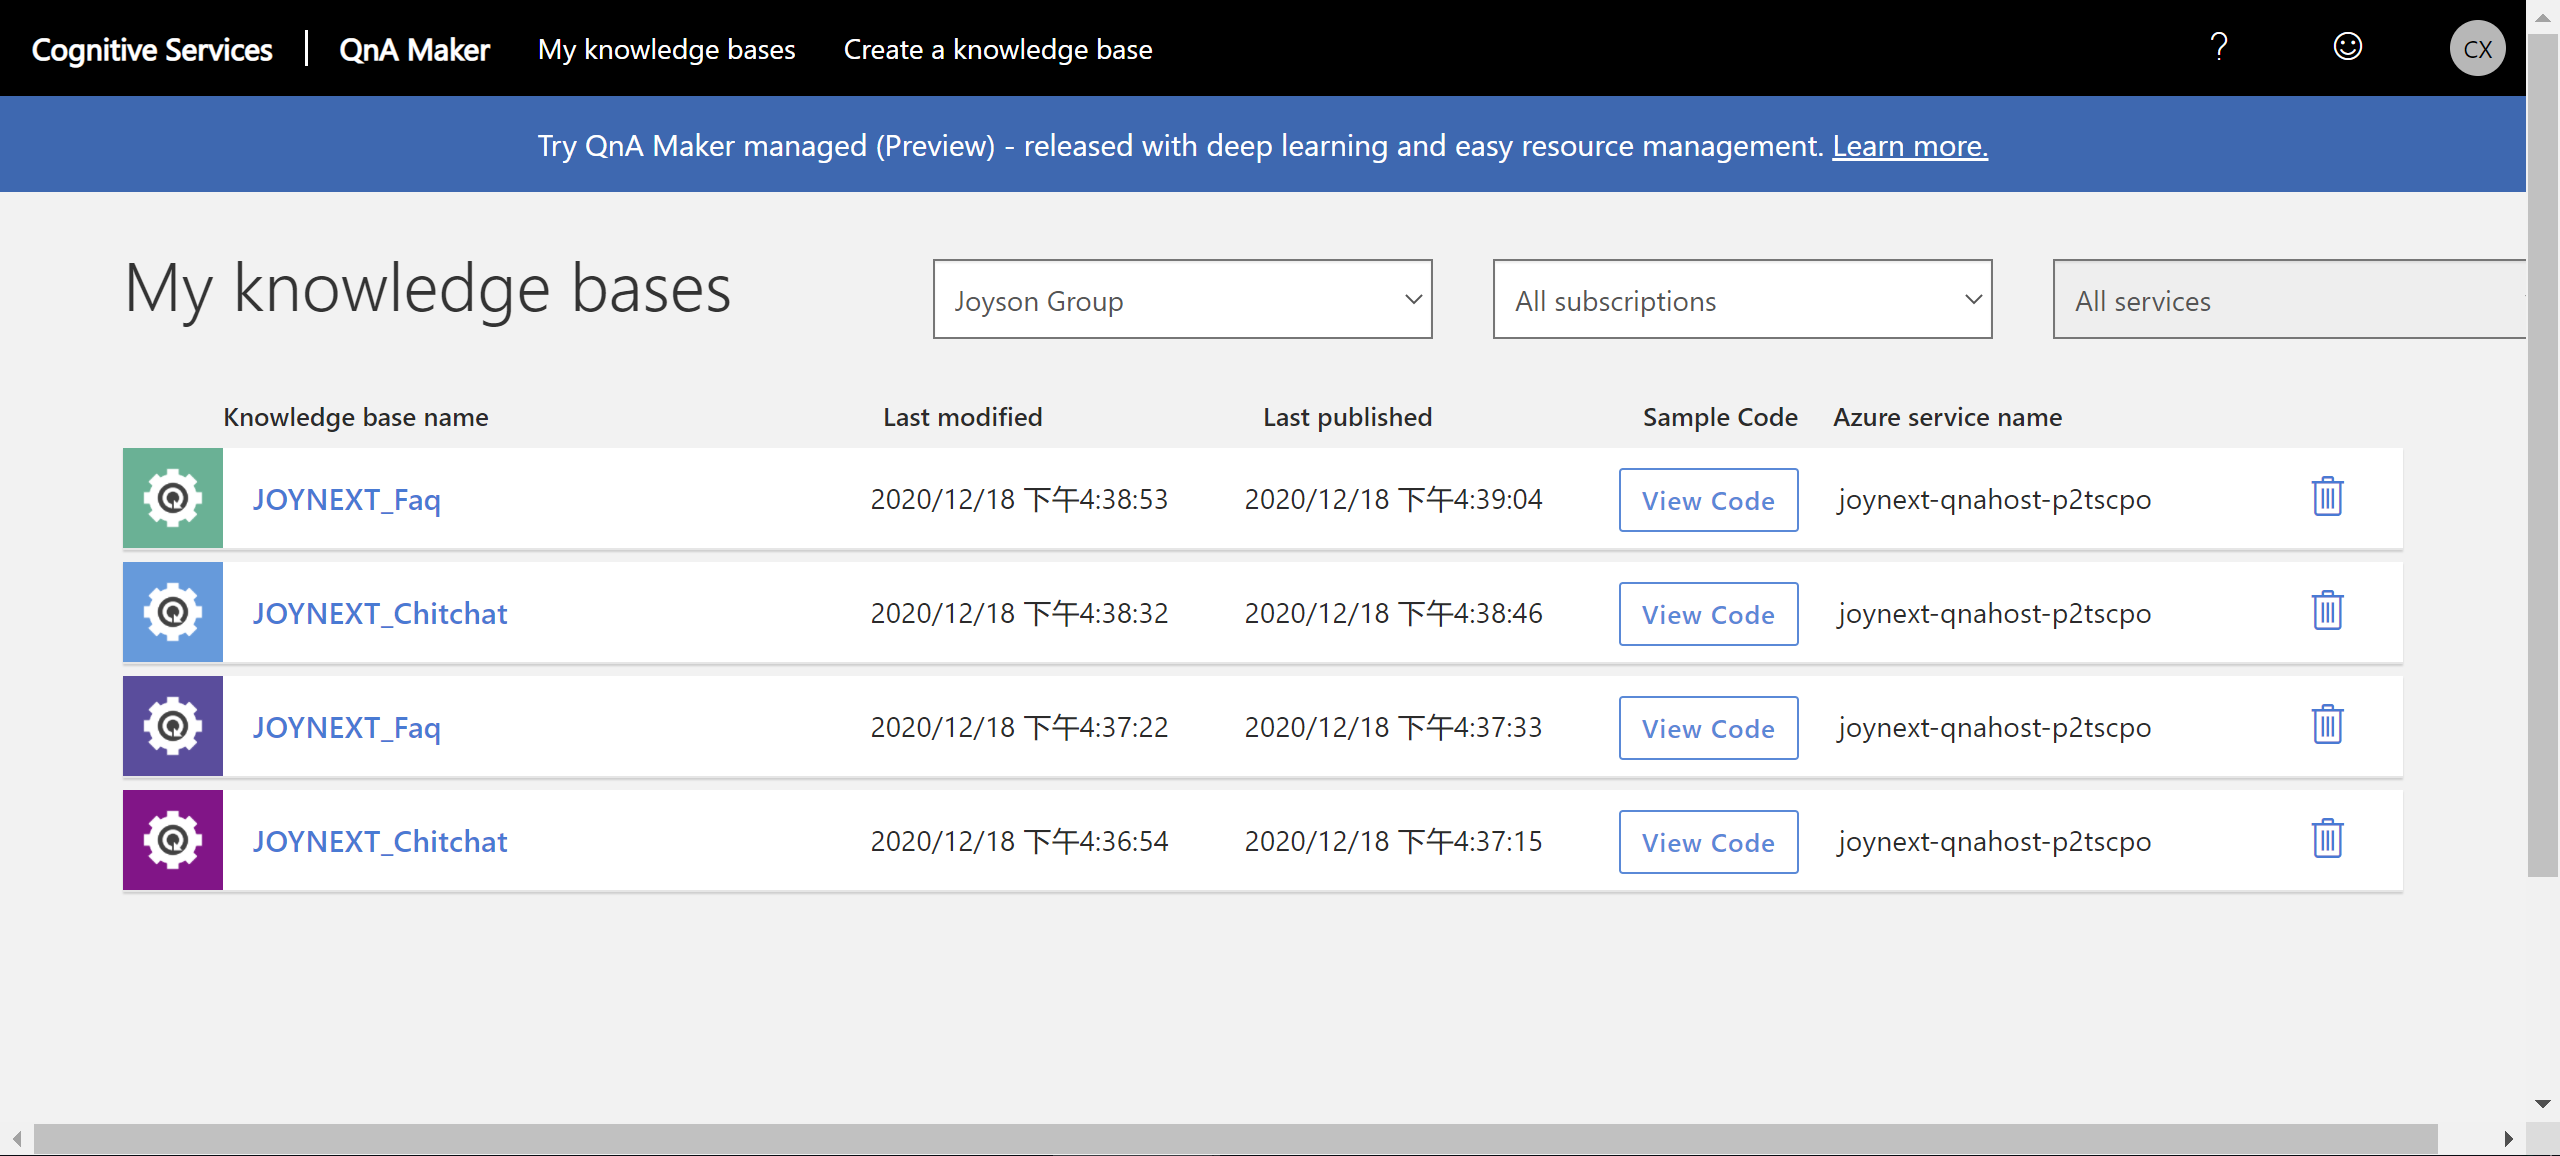 Cognitive Services | QnA Maker My knowledge bases Create a knowledge base ? CX
Try QnA Maker managed (Preview) - released with deep learning and easy resource management. Learn more.
My knowledge bases Joyson Group All subscriptions All services
Knowledge base name Last modified Last published Sample Code Azure service name
JOYNEXT_Faq 2020/12/18 下午4:38:53 2020/12/18 下午4:39:04 View Code joynext-qnahost-p2tscpo
JOYNEXT_Chitchat 2020/12/18 下午4:38:32 2020/12/18 下午4:38:46 View Code joynext-qnahost-p2tscpo
JOYNEXT_Faq 2020/12/18 下午4:37:22 2020/12/18 下午4:37:33 View Code joynext-qnahost-p2tscpo
JOYNEXT_Chitchat 2020/12/18 下午4:36:54 2020/12/18 下午4:37:15 View Code joynext-qnahost-p2tscpo